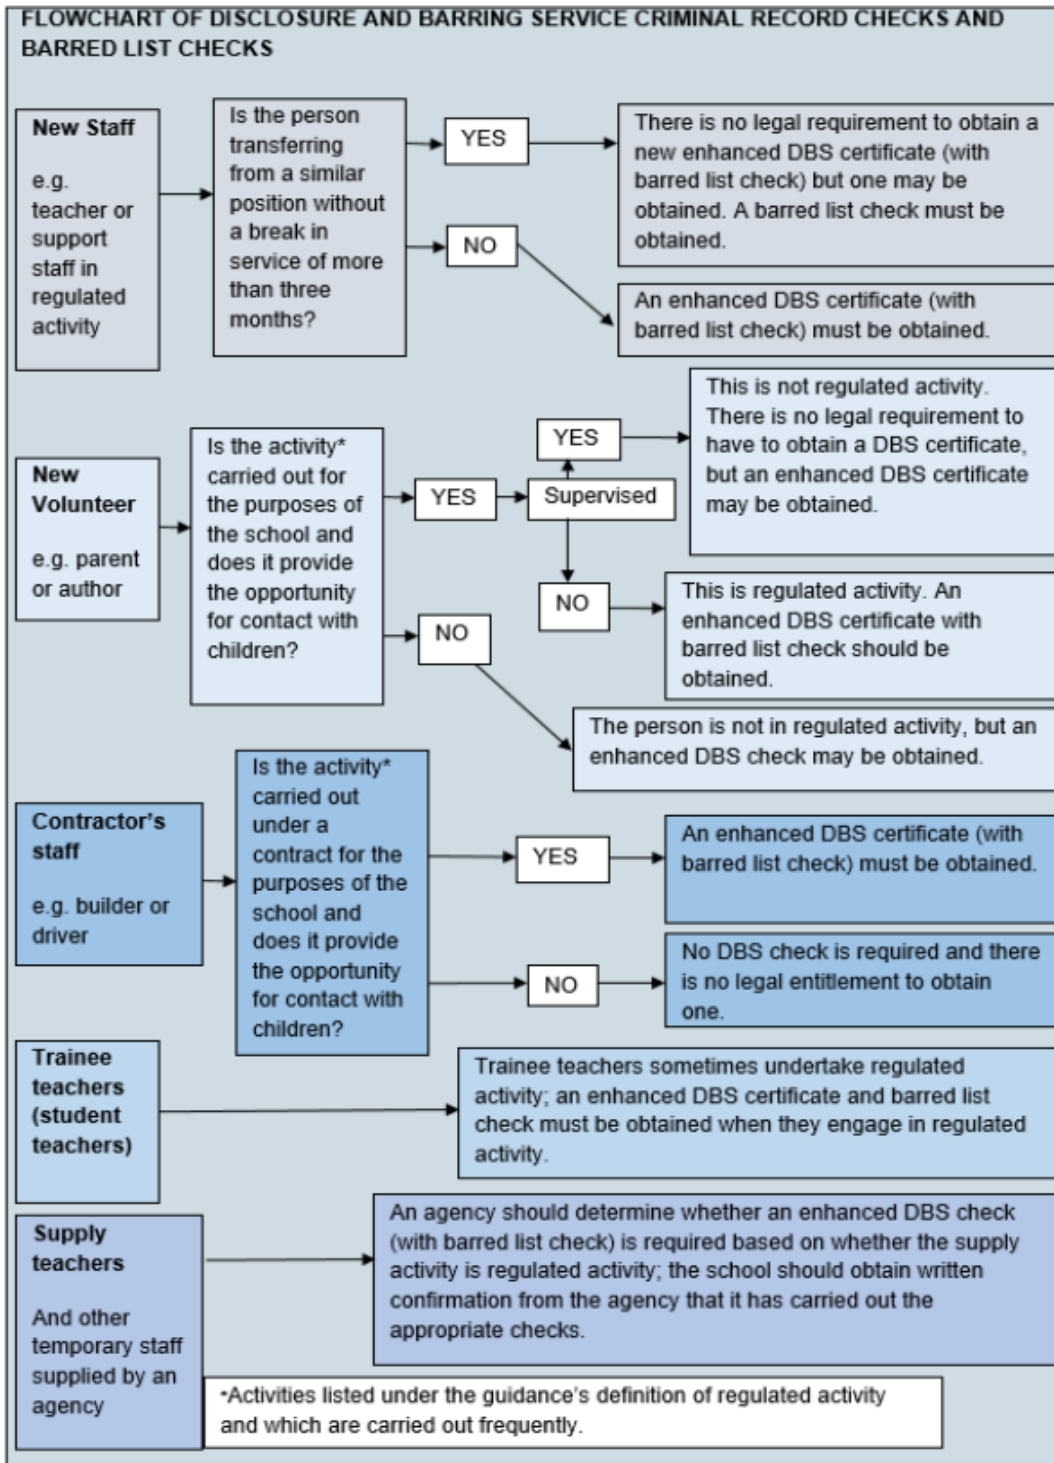 FLOWCHART OF DISCLOSURE AND BARRING SERVICE CRIMINAL RECORD CHECKS AND
BARRED LIST CHECKS
New Staff
e.g.
teacher or
support
staff in
regulated
activity
Is the person
transferring
from a similar
position without
a break in
service of more
than three
months?
YES
There is no legal requirement to obtain a
new enhanced DBS certificate (with
barred list check) but one may be
obtained. A barred list check must be
obtained.
NO
An enhanced DBS certificate (with
barred list check) must be obtained.
New
Volunteer
e.g. parent
or author
Is the activity*
carried out for
the purposes of
the school and
does it provide
the opportunity
for contact with
children?
YES
Supervised
YES
This is not regulated activity.
There is no legal requirement to
have to obtain a DBS certificate,
but an enhanced DBS certificate
may be obtained.
NO
This is regulated activity. An
enhanced DBS certificate with
barred list check should be
obtained.
NO
The person is not in regulated activity, but an
enhanced DBS check may be obtained.
Contractor's
staff
e.g. builder or
driver
Is the activity*
carried out
under a
contract for the
purposes of the
school and
does it provide
the opportunity
for contact with
children?
YES
An enhanced DBS certificate (with
barred list check) must be obtained.
NO
No DBS check is required and there
is no legal entitlement to obtain
one.
Trainee
teachers
(student
teachers)
Trainee teachers sometimes undertake regulated
activity; an enhanced DBS certificate and barred list
check must be obtained when they engage in regulated
activity.
Supply
teachers
And other
temporary staff
supplied by an
agency
An agency should determine whether an enhanced DBS check
(with barred list check) is required based on whether the supply
activity is regulated activity; the school should obtain written
confirmation from the agency that it has carried out the
appropriate checks.
*Activities listed under the guidance's definition of regulated activity
and which are carried out frequently.